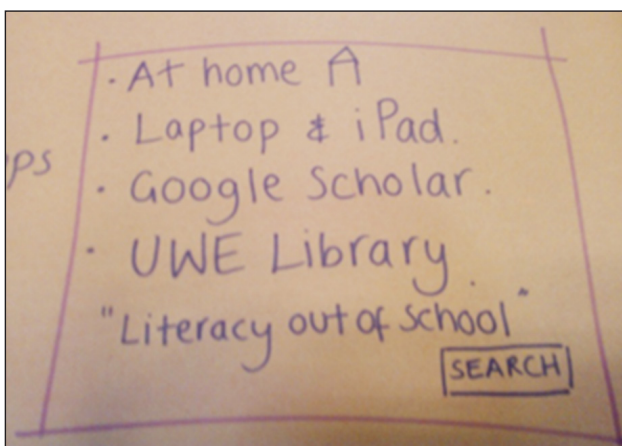 · At home A
· Laptop & iPad.
ps
· Google Scholar.
· UWE Library.
"Literacy out of School"
SEARCH